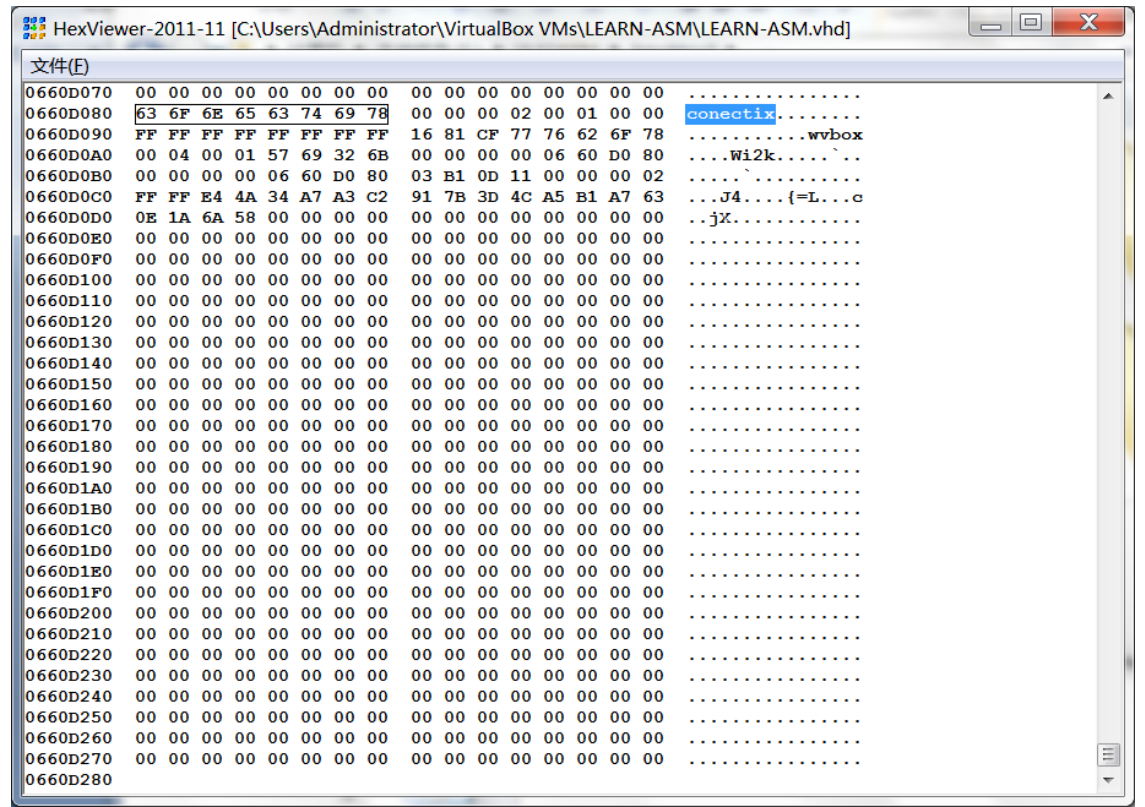 HexViewer-2011-11 [C:\Users\Administrator\VirtualBox VMs\LEARN-ASM\LEARN-ASM.vhd]
文件(F)
0660D070 00 00 00 00 00 00 00 00 00 00 00 00 00 00 00 00 ................
0660D080 63 6F 6E 65 63 74 69 78 00 00 00 02 00 01 00 00 conectix........
0660D090 FF FF FF FF FF FF FF FF 16 81 CF 77 76 62 6F 78 ...........wvbox
0660D0A0 00 04 00 01 57 69 32 6B 00 00 00 00 06 60 D0 80 ....Wi2k.....`..
0660D0B0 00 00 00 00 06 60 D0 80 03 B1 0D 11 00 00 00 02 .....`..........
0660D0C0 FF FF E4 4A 34 A7 A3 C2 91 7B 3D 4C A5 B1 A7 63 ...J4....{=L...c
0660D0D0 0E 1A 6A 58 00 00 00 00 00 00 00 00 00 00 00 00 ..jX............
0660D0E0 00 00 00 00 00 00 00 00 00 00 00 00 00 00 00 00 ................
0660D0F0 00 00 00 00 00 00 00 00 00 00 00 00 00 00 00 00 ................
0660D100 00 00 00 00 00 00 00 00 00 00 00 00 00 00 00 00 ................
0660D110 00 00 00 00 00 00 00 00 00 00 00 00 00 00 00 00 ................
0660D120 00 00 00 00 00 00 00 00 00 00 00 00 00 00 00 00 ................
0660D130 00 00 00 00 00 00 00 00 00 00 00 00 00 00 00 00 ................
0660D140 00 00 00 00 00 00 00 00 00 00 00 00 00 00 00 00 ................
0660D150 00 00 00 00 00 00 00 00 00 00 00 00 00 00 00 00 ................
0660D160 00 00 00 00 00 00 00 00 00 00 00 00 00 00 00 00 ................
0660D170 00 00 00 00 00 00 00 00 00 00 00 00 00 00 00 00 ................
0660D180 00 00 00 00 00 00 00 00 00 00 00 00 00 00 00 00 ................
0660D190 00 00 00 00 00 00 00 00 00 00 00 00 00 00 00 00 ................
0660D1A0 00 00 00 00 00 00 00 00 00 00 00 00 00 00 00 00 ................
0660D1B0 00 00 00 00 00 00 00 00 00 00 00 00 00 00 00 00 ................
0660D1C0 00 00 00 00 00 00 00 00 00 00 00 00 00 00 00 00 ................
0660D1D0 00 00 00 00 00 00 00 00 00 00 00 00 00 00 00 00 ................
0660D1E0 00 00 00 00 00 00 00 00 00 00 00 00 00 00 00 00 ................
0660D1F0 00 00 00 00 00 00 00 00 00 00 00 00 00 00 00 00 ................
0660D200 00 00 00 00 00 00 00 00 00 00 00 00 00 00 00 00 ................
0660D210 00 00 00 00 00 00 00 00 00 00 00 00 00 00 00 00 ................
0660D220 00 00 00 00 00 00 00 00 00 00 00 00 00 00 00 00 ................
0660D230 00 00 00 00 00 00 00 00 00 00 00 00 00 00 00 00 ................
0660D240 00 00 00 00 00 00 00 00 00 00 00 00 00 00 00 00 ................
0660D250 00 00 00 00 00 00 00 00 00 00 00 00 00 00 00 00 ................
0660D260 00 00 00 00 00 00 00 00 00 00 00 00 00 00 00 00 ................
0660D270 00 00 00 00 00 00 00 00 00 00 00 00 00 00 00 00 ................
0660D280